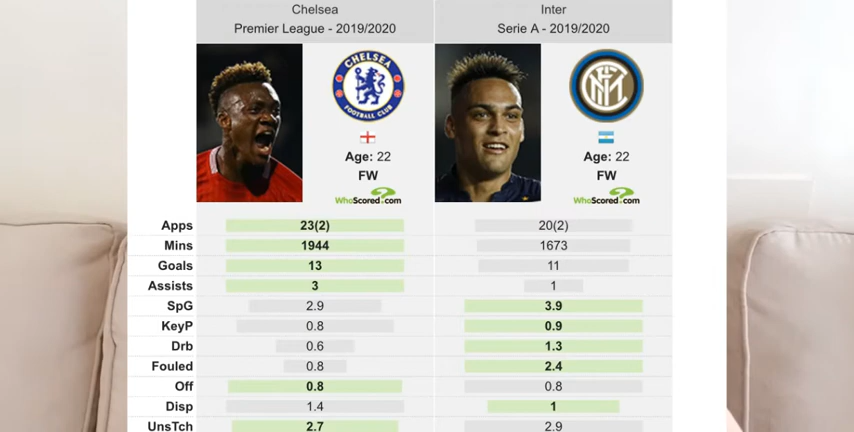 Chelsea Inter
Premier League - 2019/2020 Serie A - 2019/2020
CHELSEA
FOOTBALL CLUB
Age: 22 Age: 22
FW FW
WhoScored.com WhoScored.com
Apps 23(2) 20(2)
Mins 1944 1673
Goals 13 11
Assists 3 1
SpG 2.9 3.9
KeyP 0.8 0.9
Drb 0.6 1.3
Fouled 0.8 2.4
Off 0.8 0.8
Disp 1.4 1
UnsTch 2.7 2.9